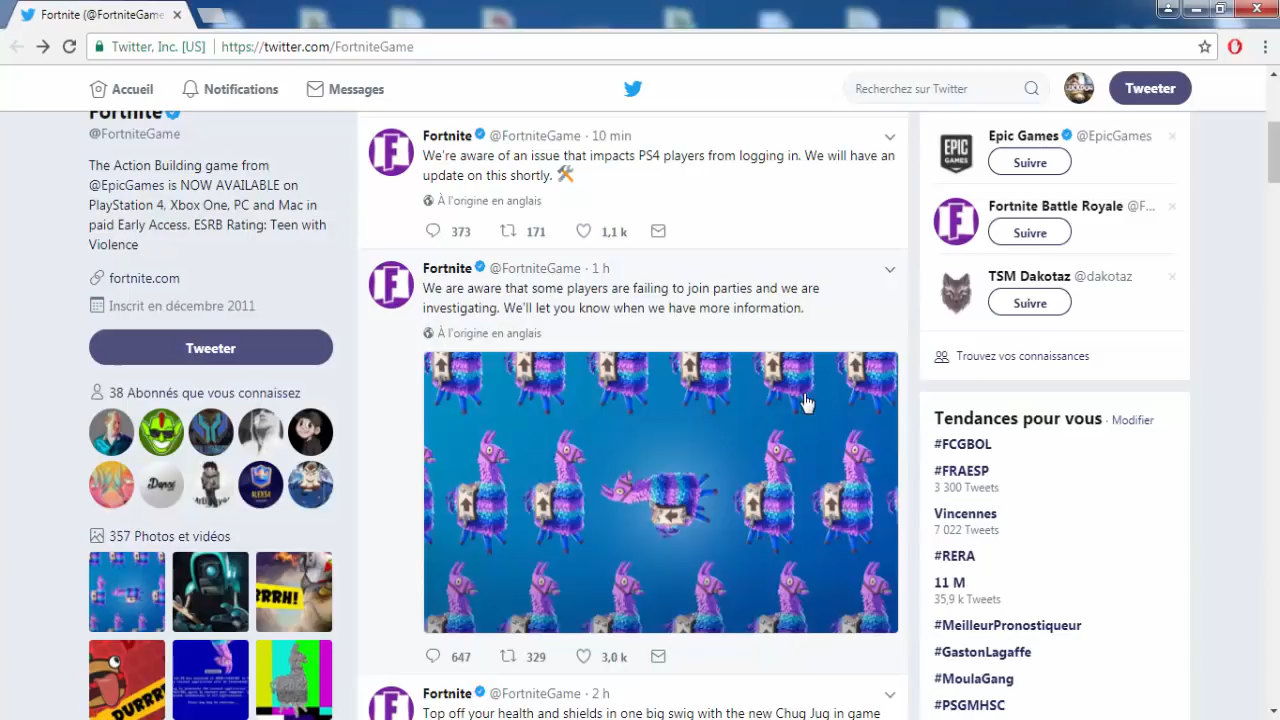 Fortnite (@FortniteGame
Twitter, Inc. [US] https://twitter.com/FortniteGame
Accueil Notifications Messages
Recherchez sur Twitter
Tweeter
Fortnite
@FortniteGame
The Action Building game from
@EpicGames is NOW AVAILABLE on
PlayStation 4, Xbox One, PC and Mac in
paid Early Access. ESRB Rating: Teen with
Violence
fortnite.com
Inscrit en décembre 2011
Tweeter
38 Abonnés que vous connaissez
357 Photos et vidéos
Fortnite @FortniteGame · 10 min
We're aware of an issue that impacts PS4 players from logging in. We will have an
update on this shortly.
À l'origine en anglais
373 171 1,1 k
Fortnite @FortniteGame · 1 h
We are aware that some players are failing to join parties and we are
investigating. We'll let you know when we have more information.
À l'origine en anglais
647 329 3,0 k
Fortnite @FortniteGame · 2 h
Top off your health and shields in one big swig with the new Chug Jug in game
EPIC
GAMES
Epic Games @EpicGames
Suivre
Fortnite Battle Royale @F...
Suivre
TSM Dakotaz @dakotaz
Suivre
Trouvez vos connaissances
Tendances pour vous · Modifier
#FCGBOL
#FRAESP
3 300 Tweets
Vincennes
7 022 Tweets
#RERA
11 M
35,9 k Tweets
#MeilleurPronostiqueur
#GastonLagaffe
#MoulaGang
#PSGMHSC